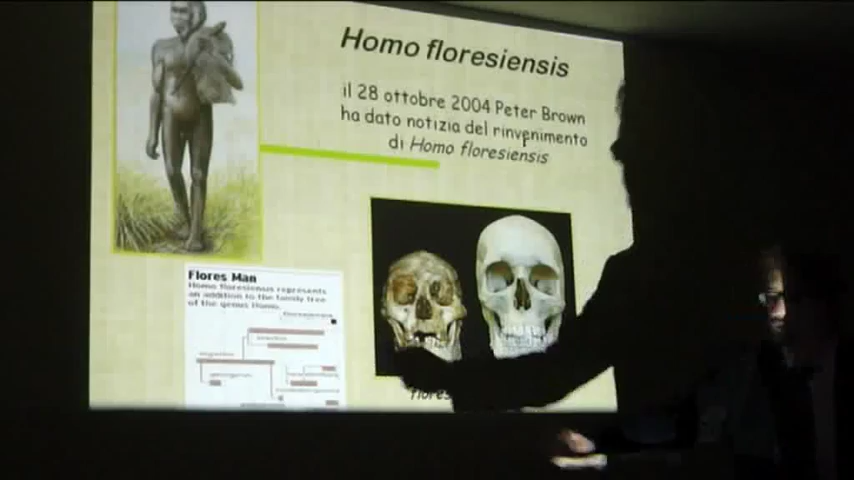 Homo floresiensis
il 28 ottobre 2004 Peter Brown
ha dato notizia del rinvenimento
di Homo floresiensis
Flores Man
Homo floresiensis represents
an addition to the family tree
of the genus Homo.